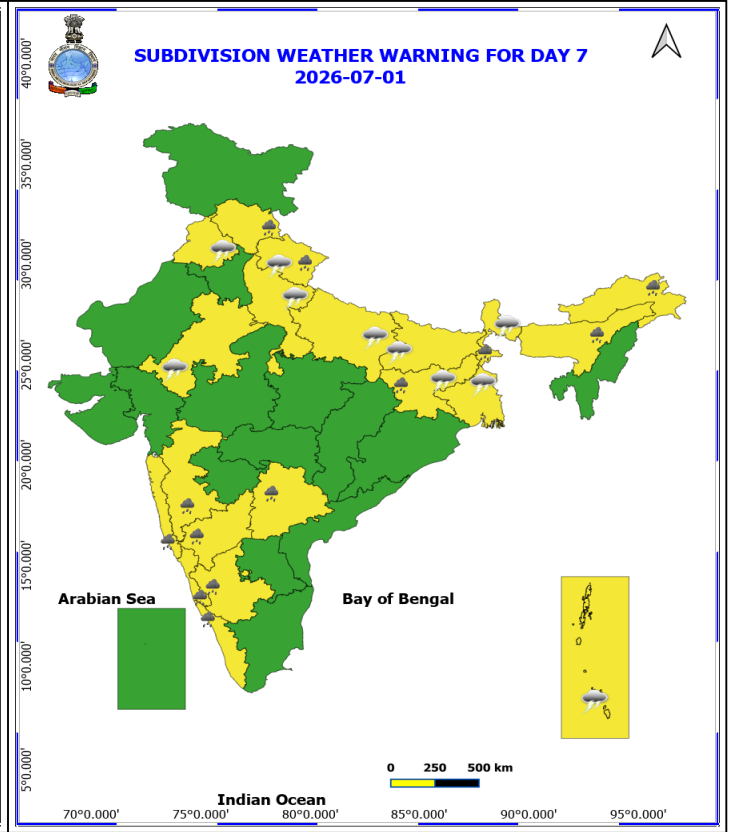 SUBDIVISION WEATHER WARNING FOR DAY 7
2026-07-01
40°0.000'
35°0.000'
30°0.000'
25°0.000'
20°0.000'
15°0.000'
10°0.000'
5°0.000'
Arabian Sea
Bay of Bengal
0 250 500 km
Indian Ocean
70°0.000' 75°0.000' 80°0.000' 85°0.000' 90°0.000' 95°0.000'